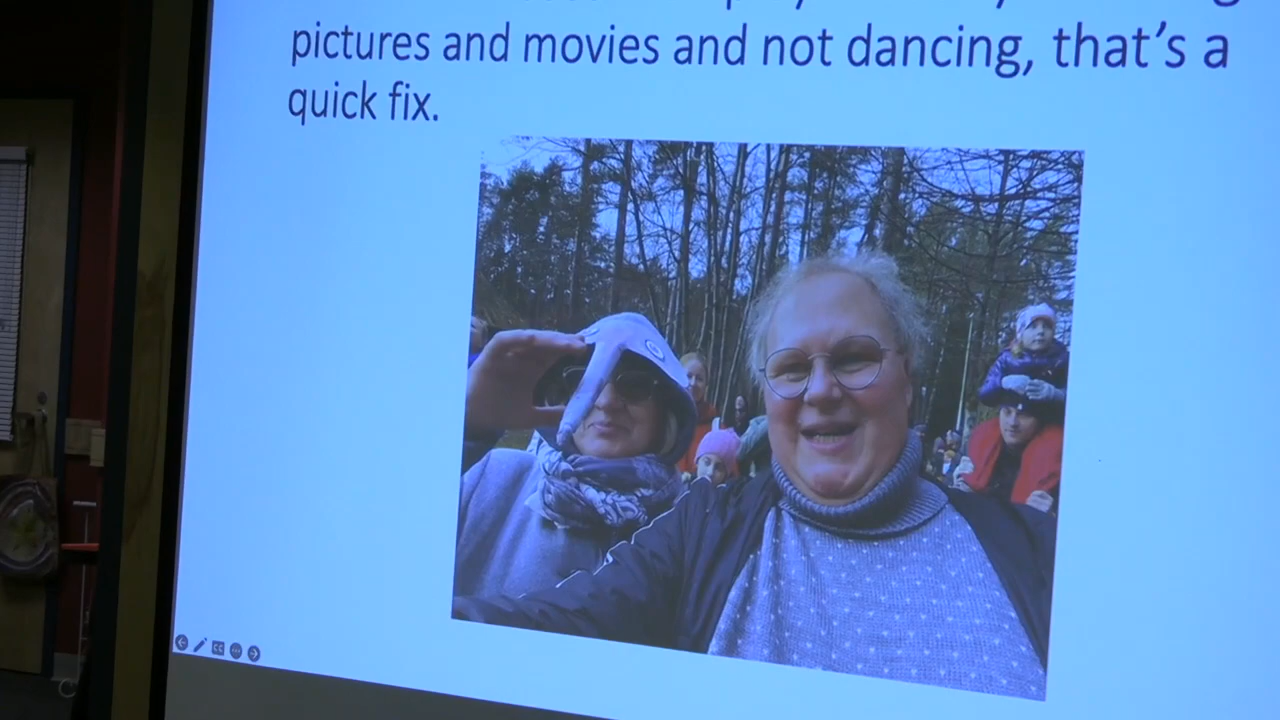 pictures and movies and not dancing, that's a
quick fix.